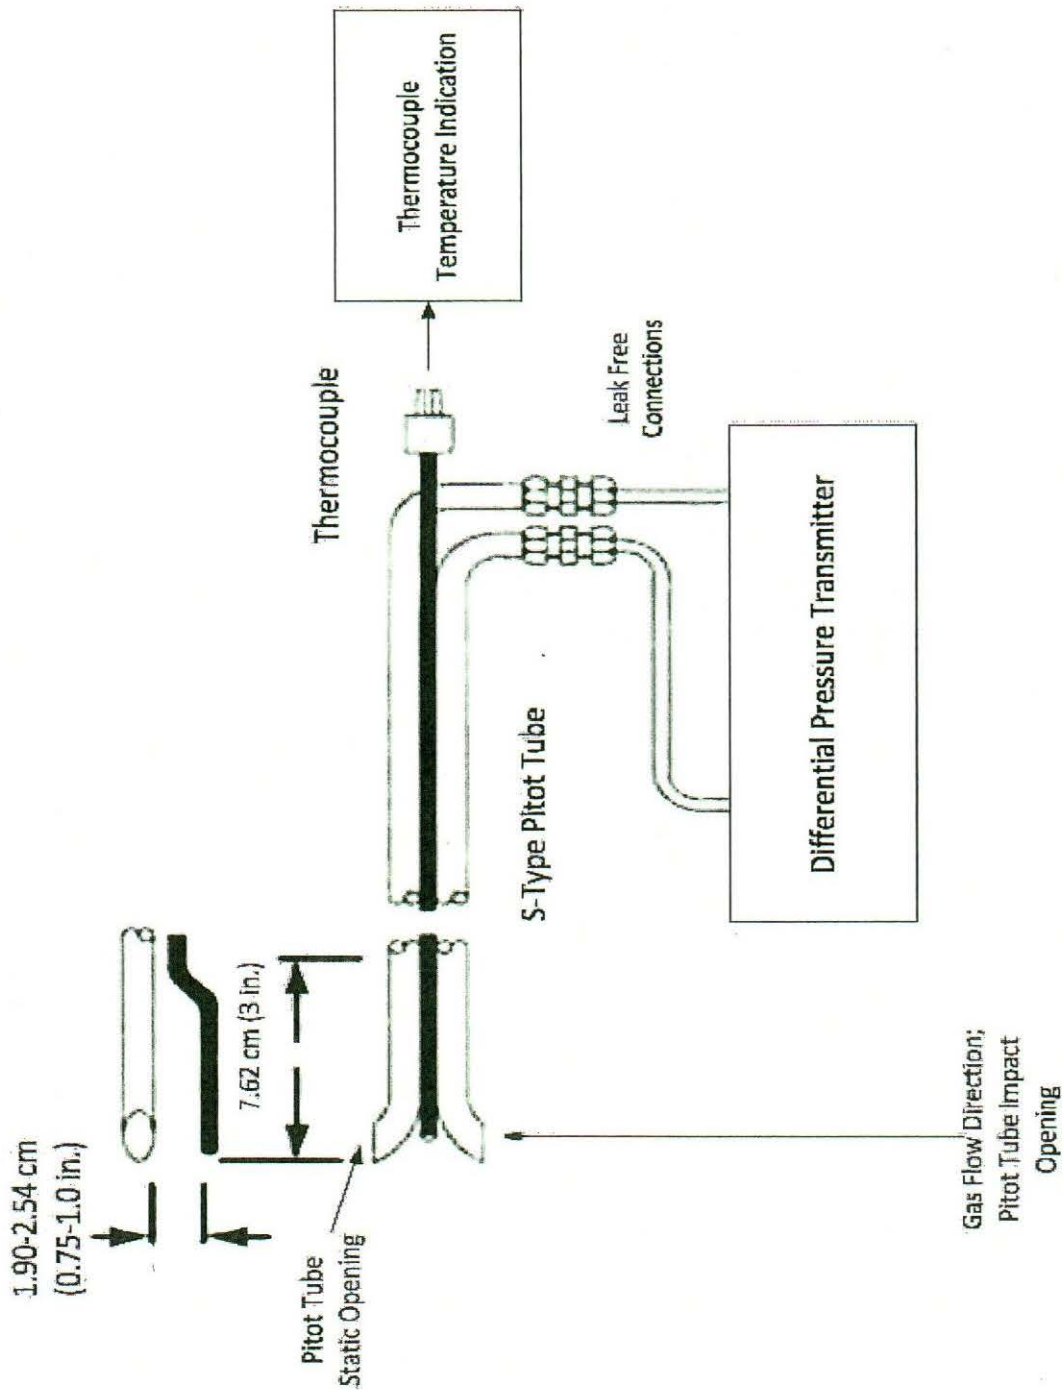 1.90-2.54 cm
(0.75-1.0 in.)
7.62 cm (3 in.)
Pitot Tube
Static Opening
Thermocouple
Thermocouple
Temperature Indication
S-Type Pitot Tube
Leak Free
Connections
Gas Flow Direction;
Pitot Tube Impact
Opening
Differential Pressure Transmitter